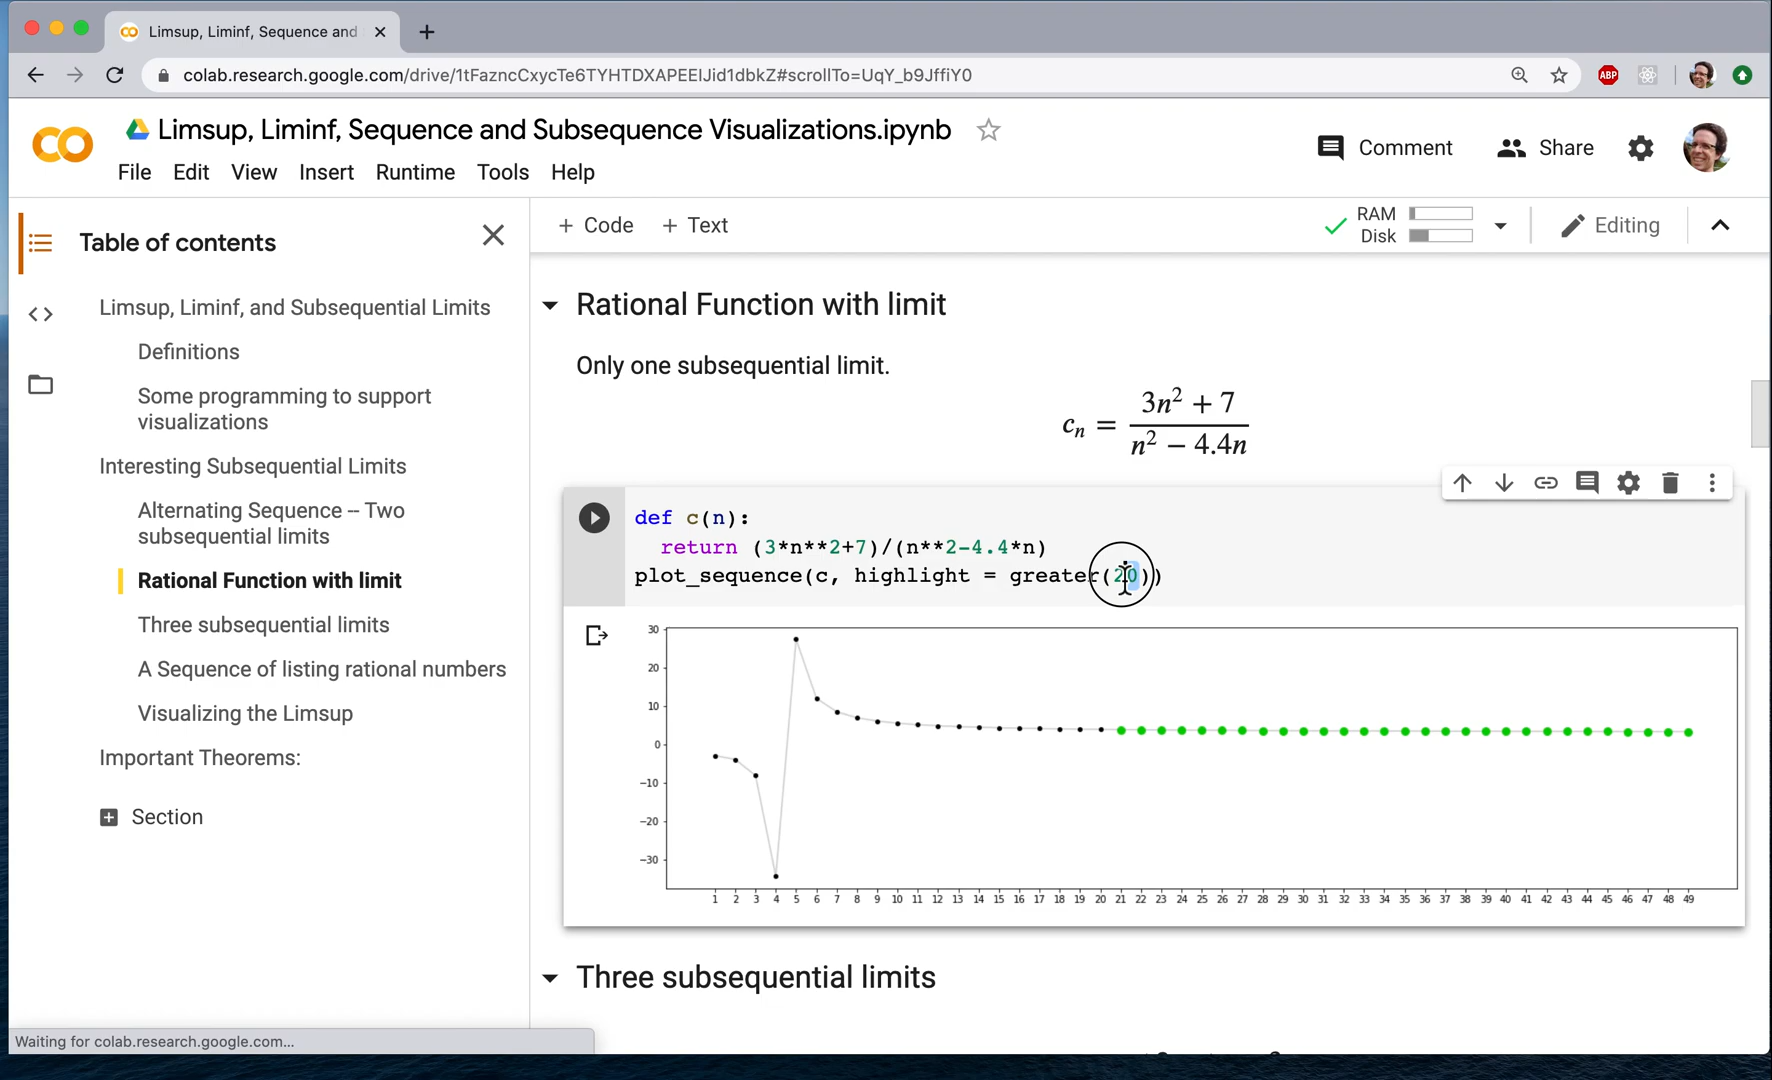 Limsup, Liminf, Sequence and
colab.research.google.com/drive/1tFazncCxycTe6TYHTDXAPEEIJid1dbkZ#scrollTo=UqY_b9JffiY0
ABP
Limsup, Liminf, Sequence and Subsequence Visualizations.ipynb
Comment
Share
File Edit View Insert Runtime Tools Help
+ Code + Text
RAM
Disk
Editing
Table of contents
Limsup, Liminf, and Subsequential Limits
Definitions
Some programming to support
visualizations
Interesting Subsequential Limits
Alternating Sequence -- Two
subsequential limits
Rational Function with limit
Three subsequential limits
A Sequence of listing rational numbers
Visualizing the Limsup
Important Theorems:
Section
Rational Function with limit
Only one subsequential limit.
cₙ = (3n² + 7) / (n² − 4.4n)
def c(n):
return (3*n**2+7)/(n**2-4.4*n)
plot_sequence(c, highlight = greater(20))
30
20
10
0
−10
−20
−30
1 2 3 4 5 6 7 8 9 10 11 12 13 14 15 16 17 18 19 20 21 22 23 24 25 26 27 28 29 30 31 32 33 34 35 36 37 38 39 40 41 42 43 44 45 46 47 48 49
Three subsequential limits
Waiting for colab.research.google.com...